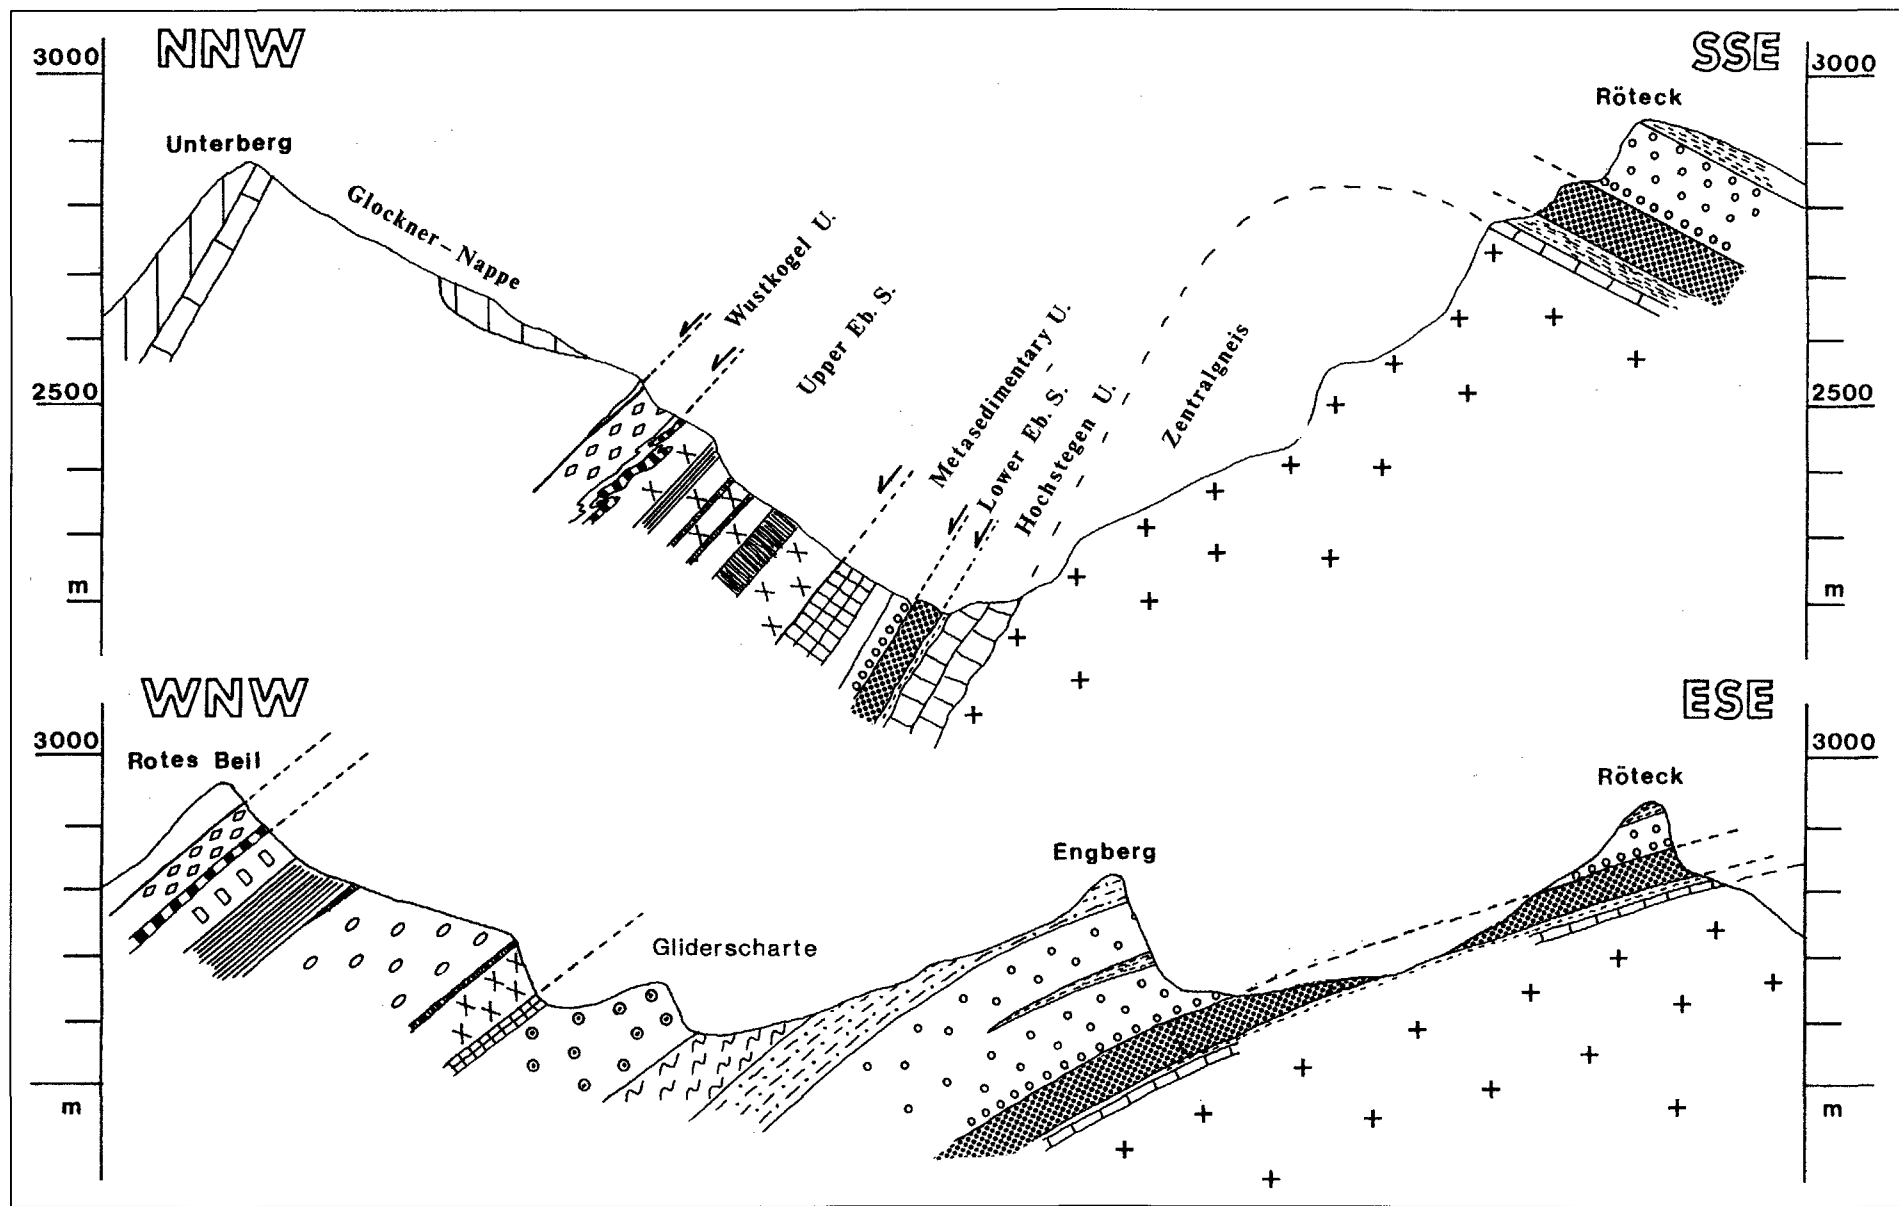 NNW
SSE
3000
3000
Röteck
Unterberg
Glockner-Nappe
Wustkogel U.
Upper Eb. S.
Metasedimentary U.
Lower Eb. S.
Hochstegen U.
Zentralgneis
2500
2500
m
m
WNW
ESE
3000
3000
Rotes Beil
Röteck
Engberg
Gliderscharte
m
m